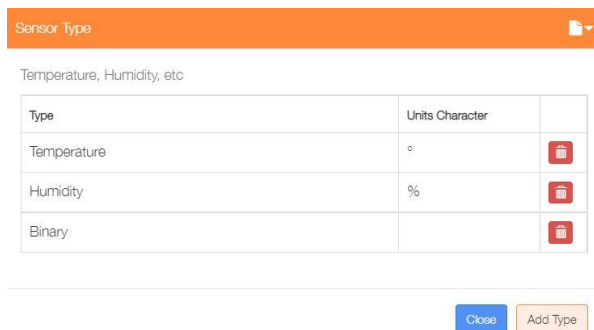 Sensor Type
Temperature, Humidity, etc
Type Units Character
Temperature °
Humidity %
Binary
Close Add Type